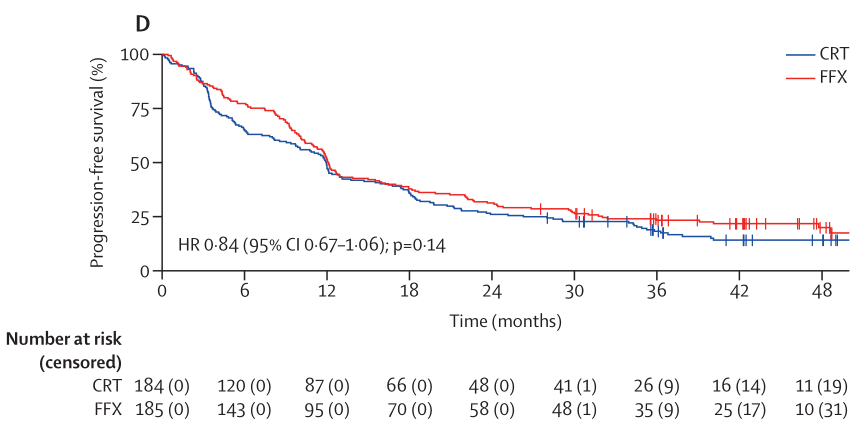 D
100
75
50
25
0
Progression-free survival (%)
CRT
FFX
HR 0·84 (95% CI 0·67–1·06); p=0·14
0 6 12 18 24 30 36 42 48
Time (months)
Number at risk
(censored)
CRT 184 (0) 120 (0) 87 (0) 66 (0) 48 (0) 41 (1) 26 (9) 16 (14) 11 (19)
FFX 185 (0) 143 (0) 95 (0) 70 (0) 58 (0) 48 (1) 35 (9) 25 (17) 10 (31)